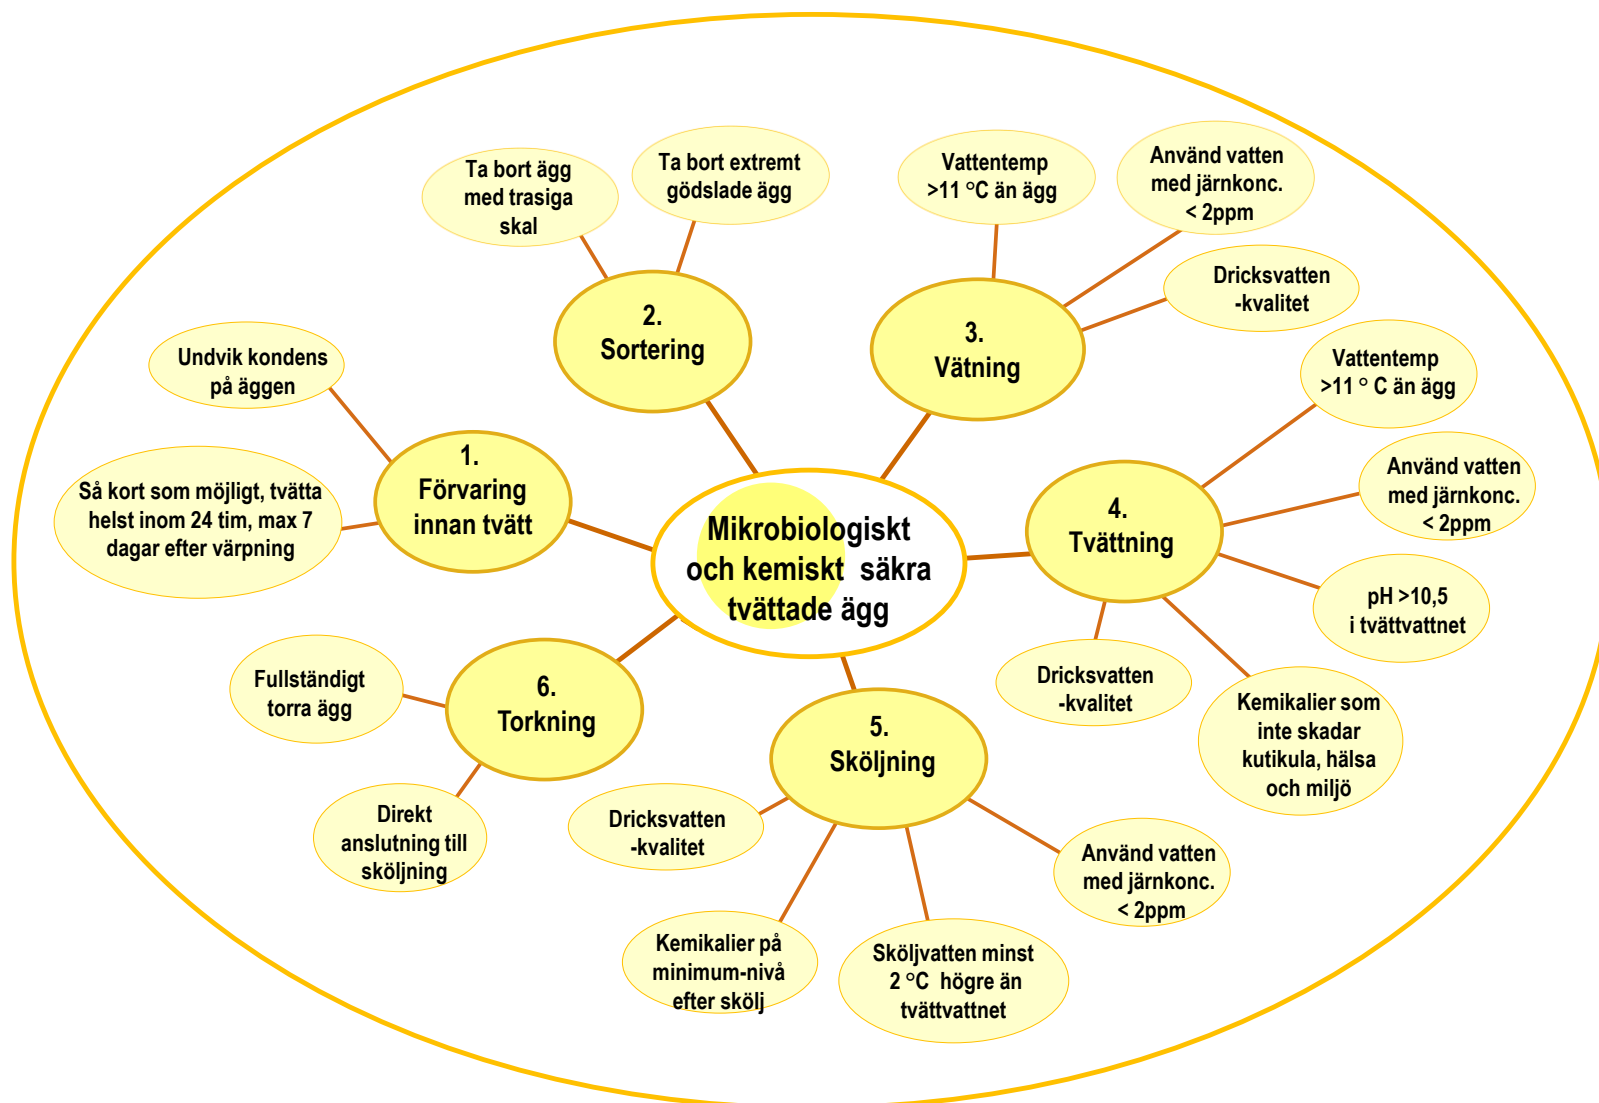 Mikrobiologiskt
och kemiskt  säkra
tvättade ägg
1.
Förvaring
innan tvätt
Undvik kondens
på äggen
Så kort som möjligt, tvätta
helst inom 24 tim, max 7
dagar efter värpning
2.
Sortering
Ta bort ägg
med trasiga
skal
Ta bort extremt
gödslade ägg
3.
Vätning
Vattentemp
>11 °C än ägg
Använd vatten
med järnkonc.
< 2ppm
Dricksvatten
-kvalitet
4.
Tvättning
Vattentemp
>11 ° C än ägg
Använd vatten
med järnkonc.
< 2ppm
pH >10,5
i tvättvattnet
Kemikalier som
inte skadar
kutikula, hälsa
och miljö
Dricksvatten
-kvalitet
5.
Sköljning
Använd vatten
med järnkonc.
< 2ppm
Sköljvatten minst
2 °C  högre än
tvättvattnet
Kemikalier på
minimum-nivå
efter skölj
Dricksvatten
-kvalitet
6.
Torkning
Fullständigt
torra ägg
Direkt
anslutning till
sköljning